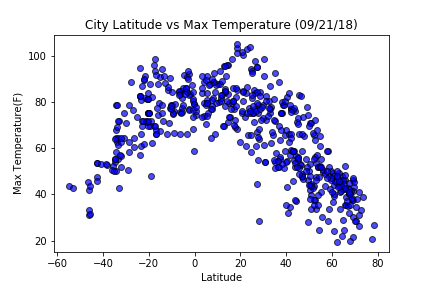 City Latitude vs Max Temperature (09/21/18)
Max Temperature(F)
100
80
60
40
20
−60 −40 −20 0 20 40 60 80
Latitude